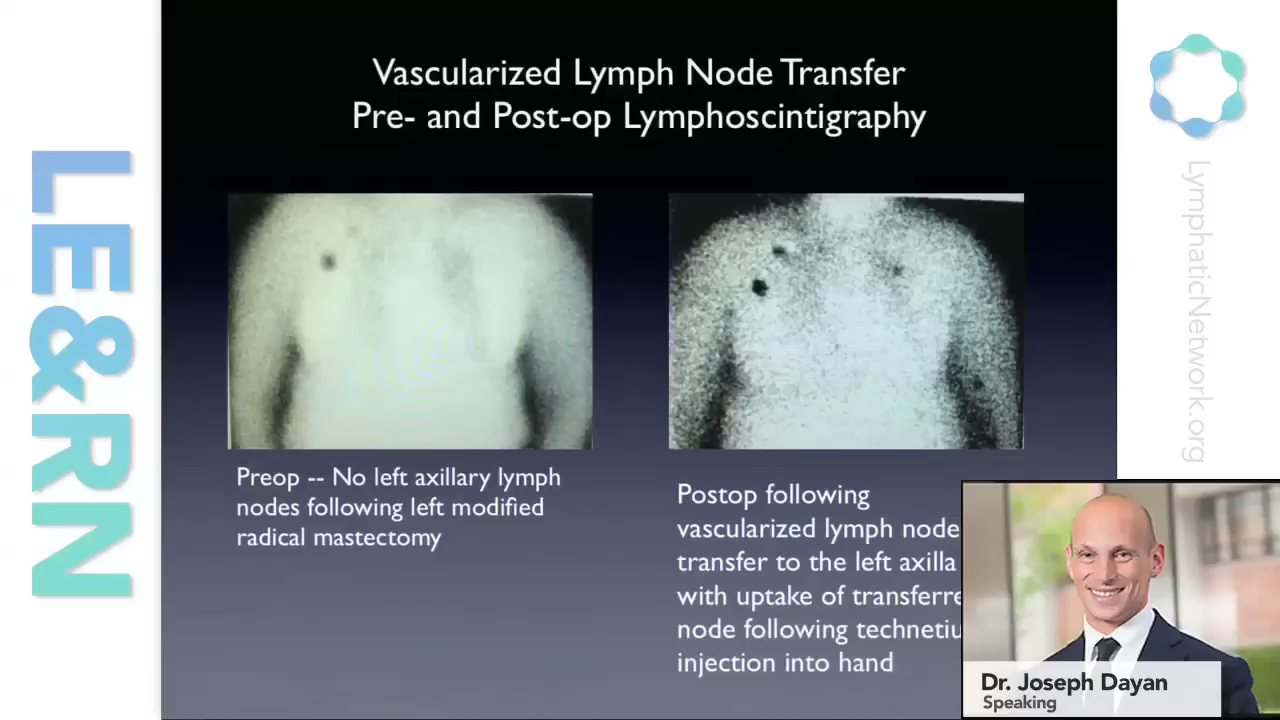 LE&RN
Vascularized Lymph Node Transfer
Pre- and Post-op Lymphoscintigraphy
Preop -- No left axillary lymph
nodes following left modified
radical mastectomy
Postop following
vascularized lymph node
transfer to the left axilla
with uptake of transferre
node following technetiu
injection into hand
LymphaticNetwork.org
Dr. Joseph Dayan
Speaking